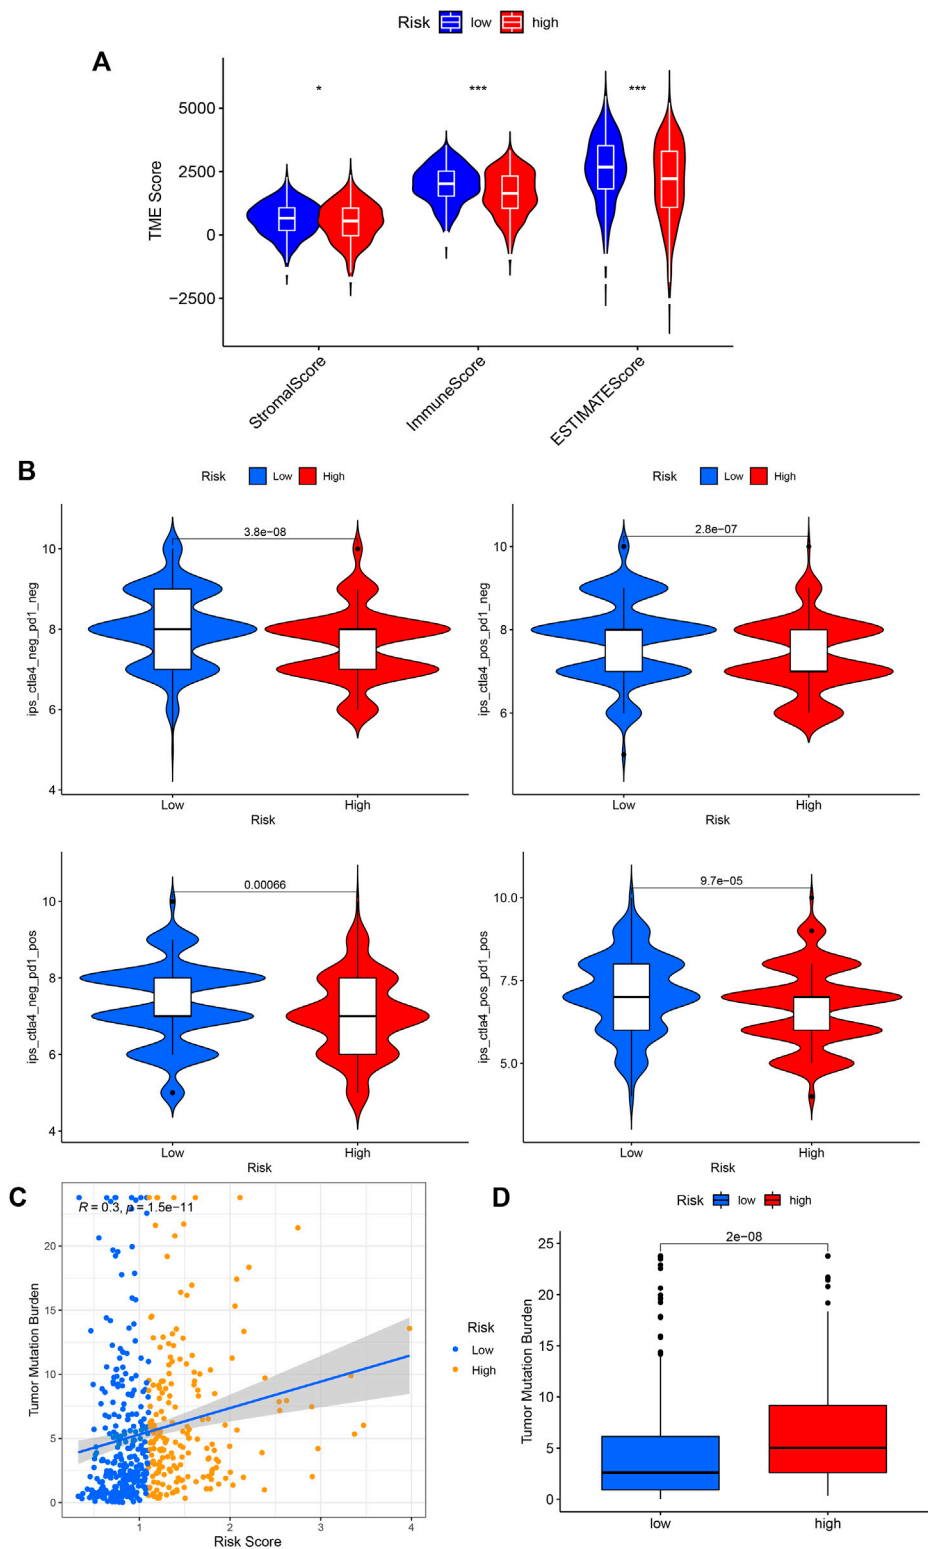 Risk low high
A
* *** ***
5000
2500
0
−2500
TME Score
StromalScore
ImmuneScore
ESTIMATEScore
B
Risk Low High
3.8e−08
10
8
6
4
ips_ctla4_neg_pd1_neg
Low High
Risk
Risk Low High
2.8e−07
10
8
6
ips_ctla4_pos_pd1_neg
Low High
Risk
0.00066
10
8
6
4
ips_ctla4_neg_pd1_pos
Low High
Risk
9.7e−05
10.0
7.5
5.0
ips_ctla4_pos_pd1_pos
Low High
Risk
C
R = 0.3, p = 1.5e−11
20
15
10
5
0
Tumor Mutation Burden
1 2 3 4
Risk Score
Risk
Low
High
D
Risk low high
2e−08
25
20
15
10
5
0
Tumor Mutation Burden
low high